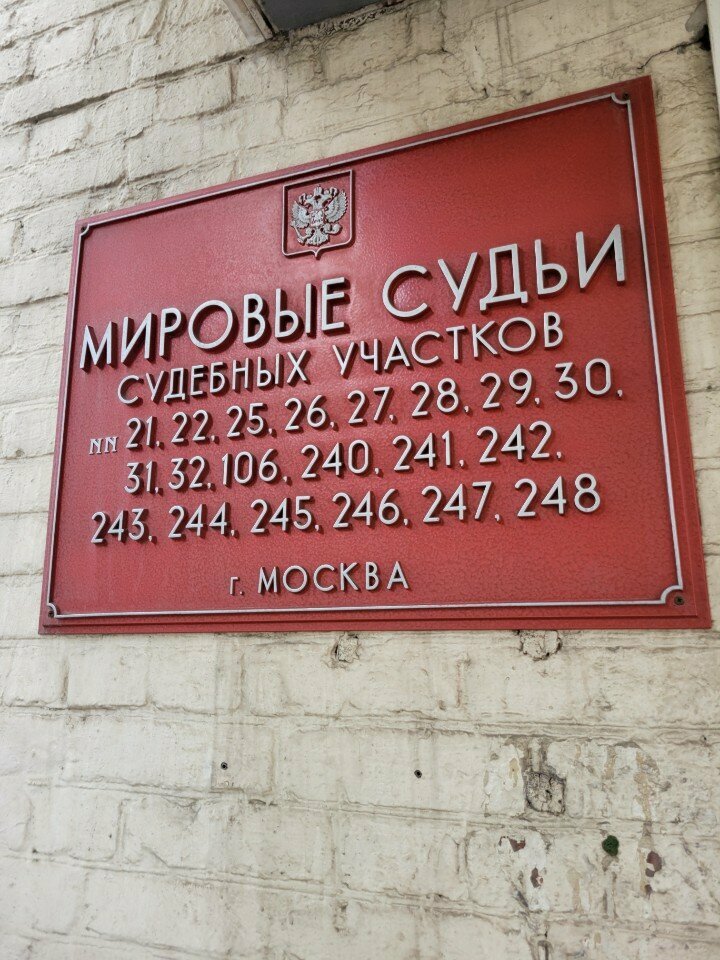 МИРОВЫЕ СУДЬИ
СУДЕБНЫХ УЧАСТКОВ
NN 21, 22, 25, 26, 27, 28, 29, 30,
31, 32, 106, 240, 241, 242,
243, 244, 245, 246, 247, 248
г. МОСКВА